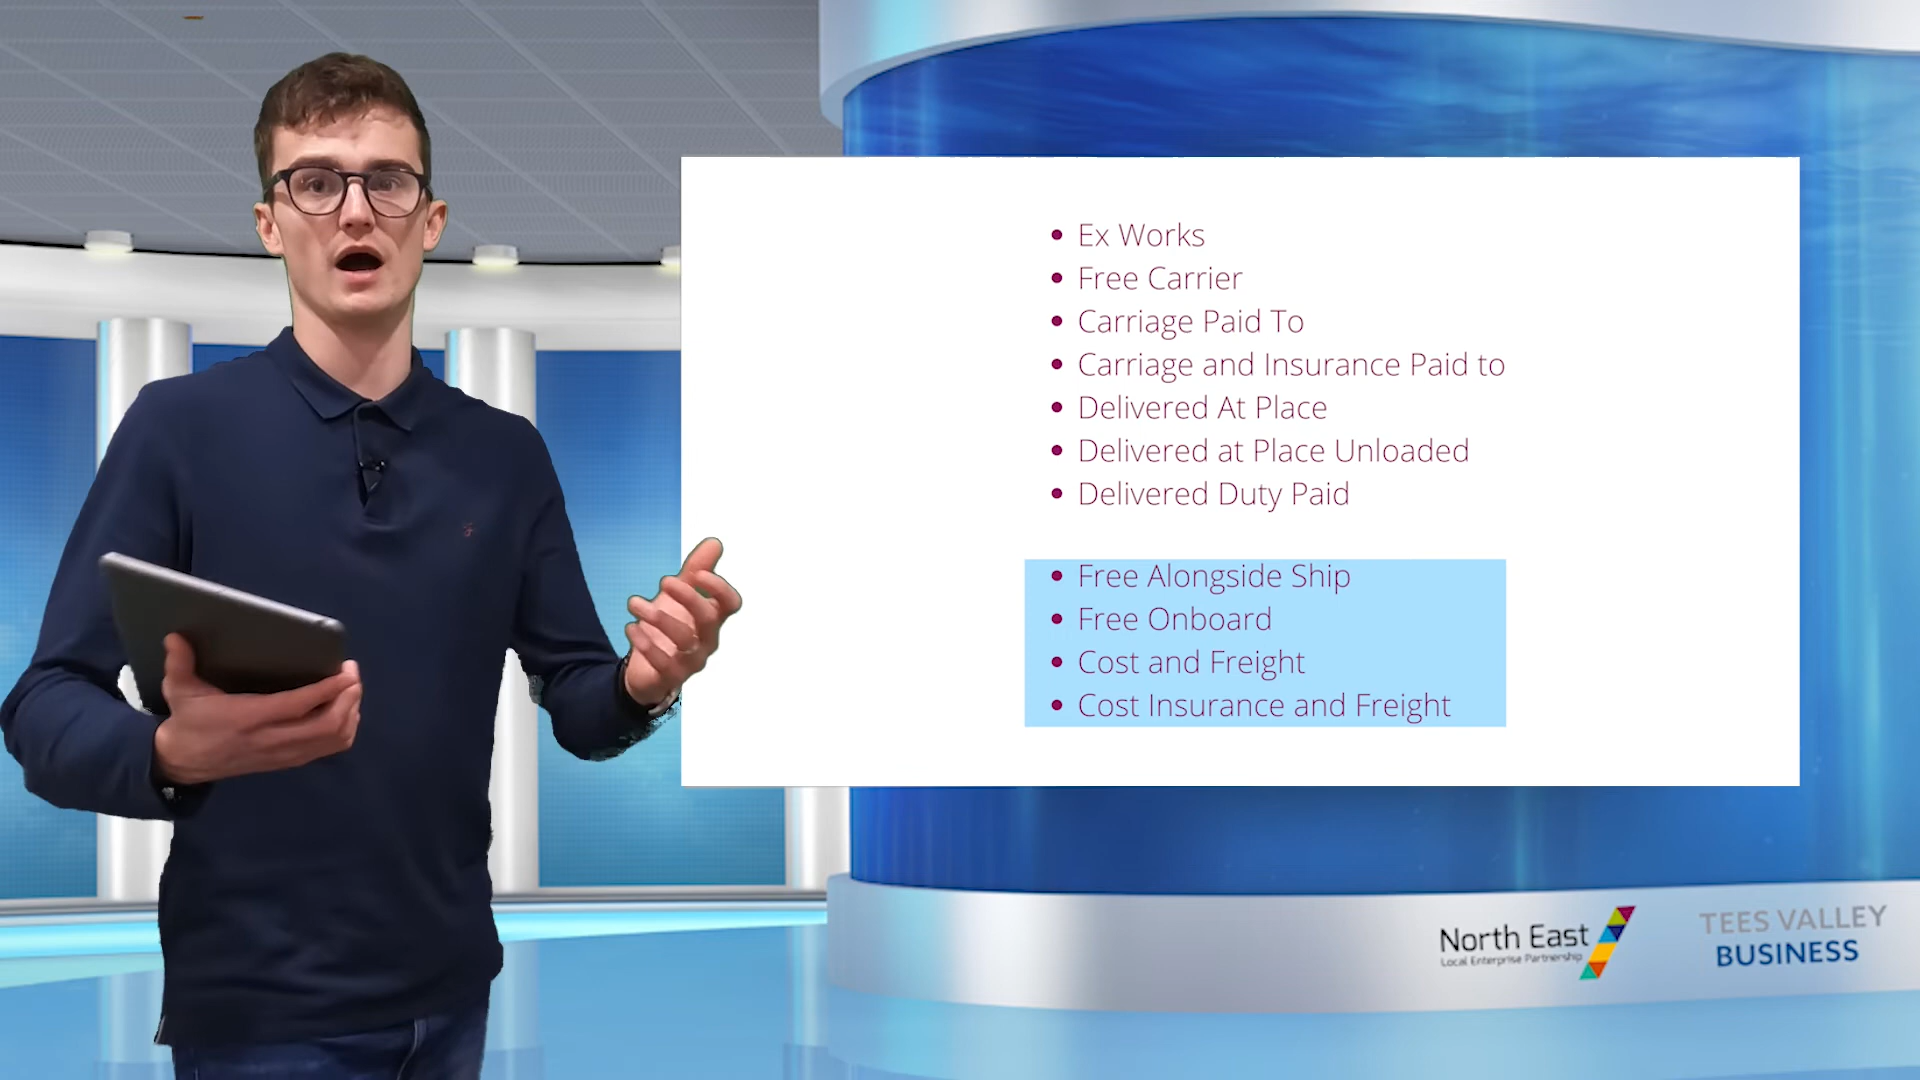 • Ex Works
• Free Carrier
• Carriage Paid To
• Carriage and Insurance Paid to
• Delivered At Place
• Delivered at Place Unloaded
• Delivered Duty Paid
• Free Alongside Ship
• Free Onboard
• Cost and Freight
• Cost Insurance and Freight
North East
Local Enterprise Partnership
TEES VALLEY
BUSINESS